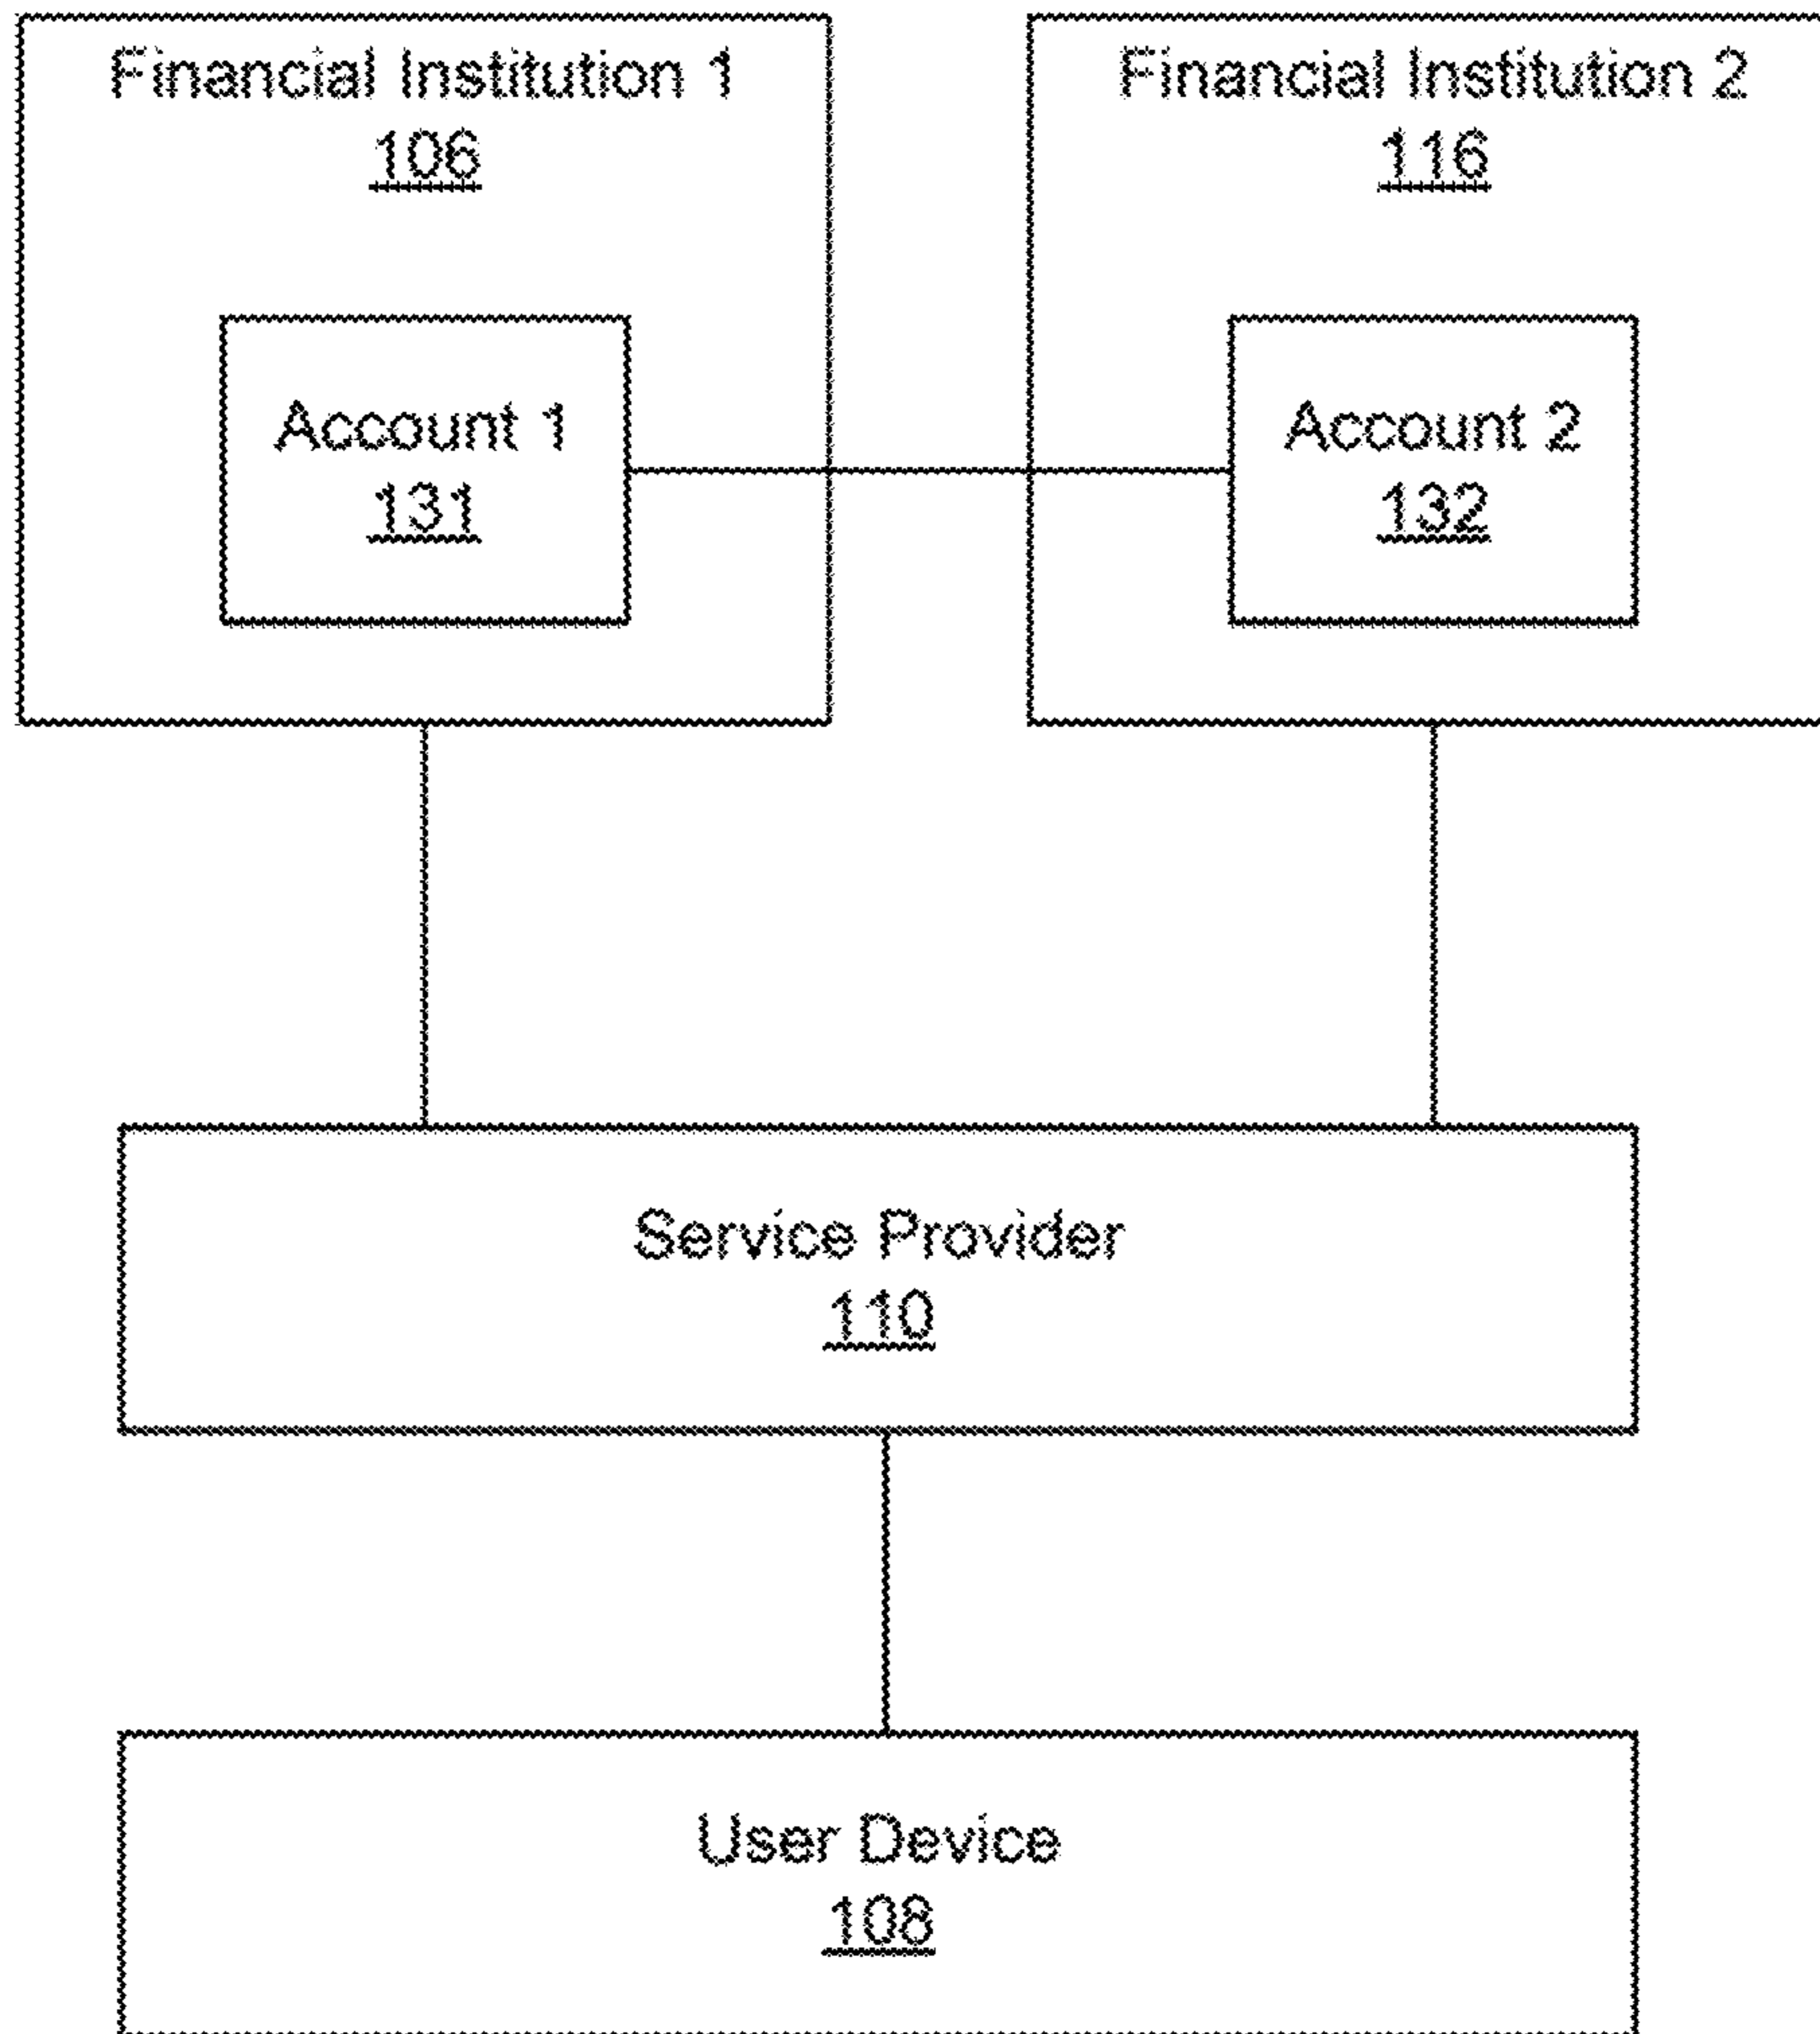 Financial Institution 1
106
Financial Institution 2
116
Account 1
131
Account 2
132
Service Provider
110
User Device
108